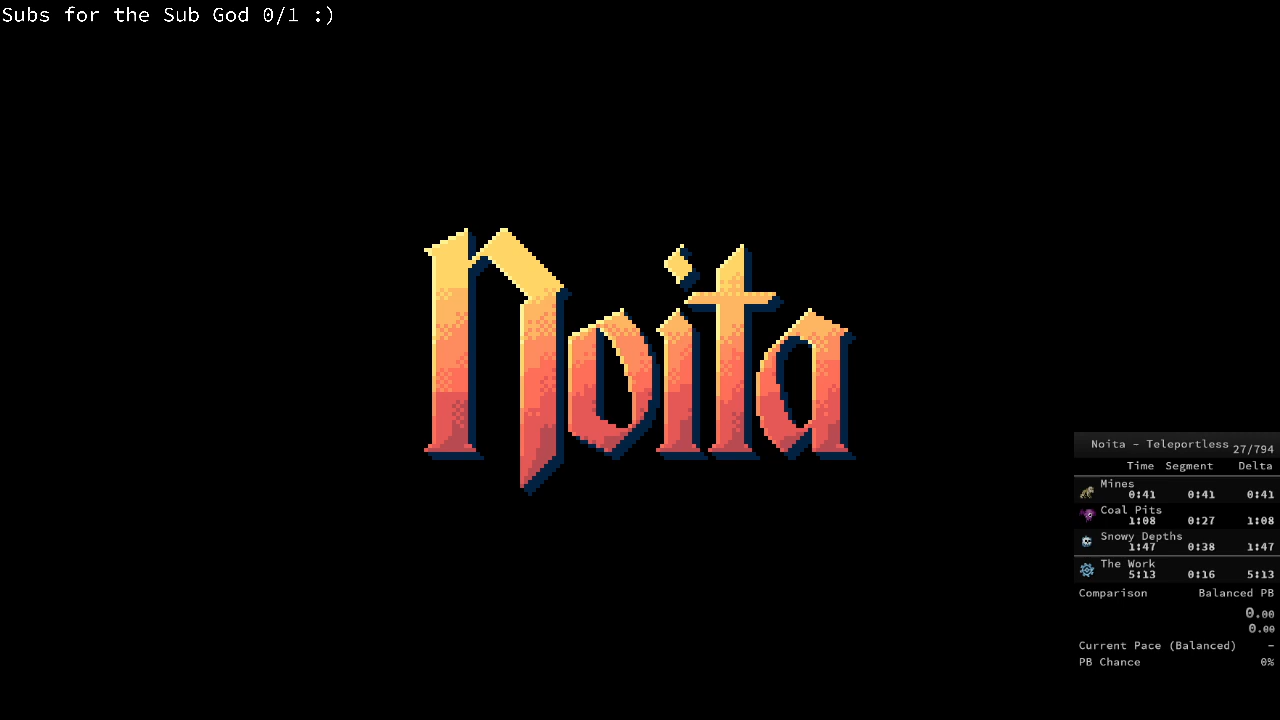 Subs for the Sub God 0/1 :)
Noita
Noita - Teleportless 27/794
Time Segment Delta
Mines
0:41 0:41 0:41
Coal Pits
1:08 0:27 1:08
Snowy Depths
1:47 0:38 1:47
The Work
5:13 0:16 5:13
Comparison Balanced PB
0.00
0.00
Current Pace (Balanced) -
PB Chance 0%